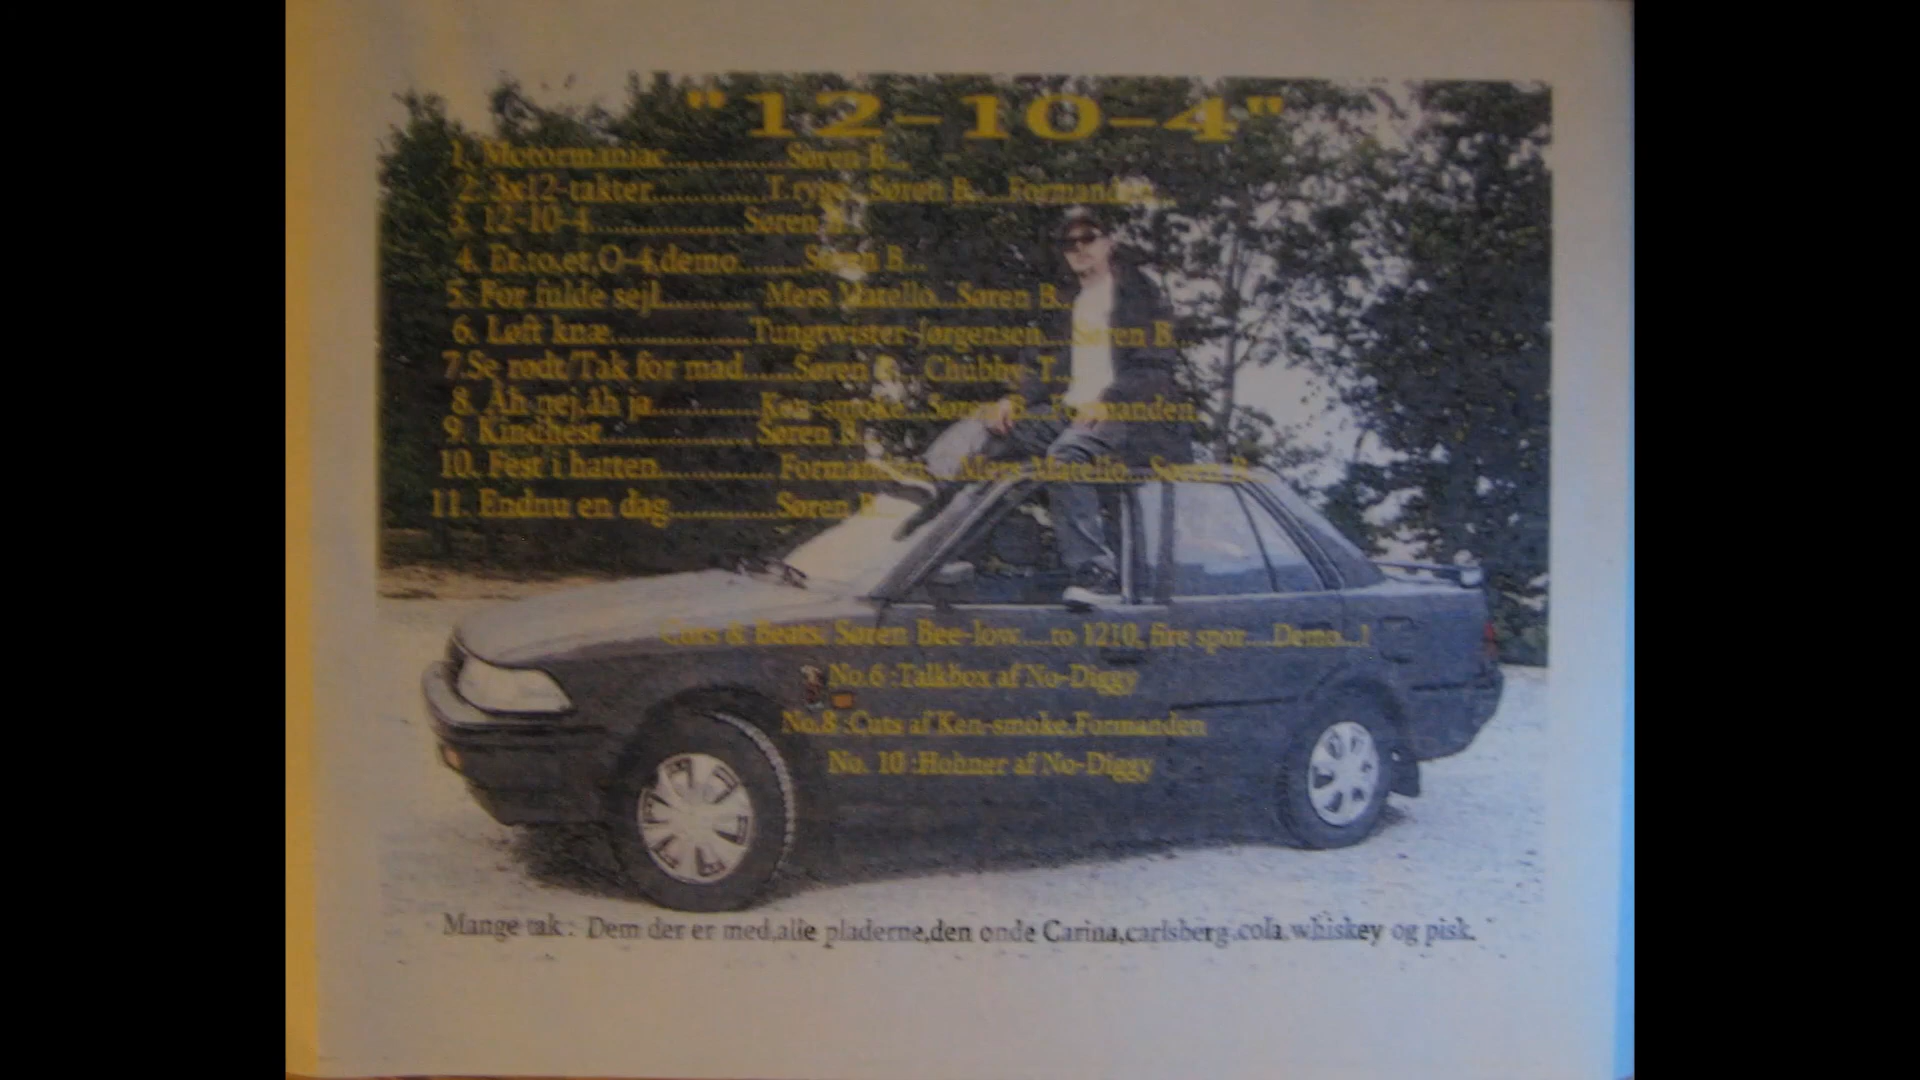 "12-10-4"
1. Motormaniac.............Søren B...
2. 3x12-takter............T.ryge...Søren B....Formanden...
3. 12-10-4................ Søren B...
4. Et,to,et,O-4,demo.......Søren B...
5. For fulde sejl.......... Mers Matello...Søren B...
6. Løft knæ...............Tungtwister-Jørgensen....Søren B...
7.Se rødt/Tak for mad......Søren B... Chubby-T...
8. Åh nej,åh ja............Ken-smoke...Søren B...Formanden.
9. Kindhest................. Søren B...
10. Fest i hatten............. Formanden....Mers Matello...Søren B...
11. Endnu en dag............Søren B...
Cuts & Beats: Søren Bee-low....to 1210, fire spor....Demo...!
No.6 :Talkbox af No-Diggy
No.8 :Cuts af Ken-smoke,Formanden
No. 10 :Hohner af No-Diggy
Mange tak : Dem der er med,alle pladerne,den onde Carina,carlsberg,cola,whiskey og pisk.